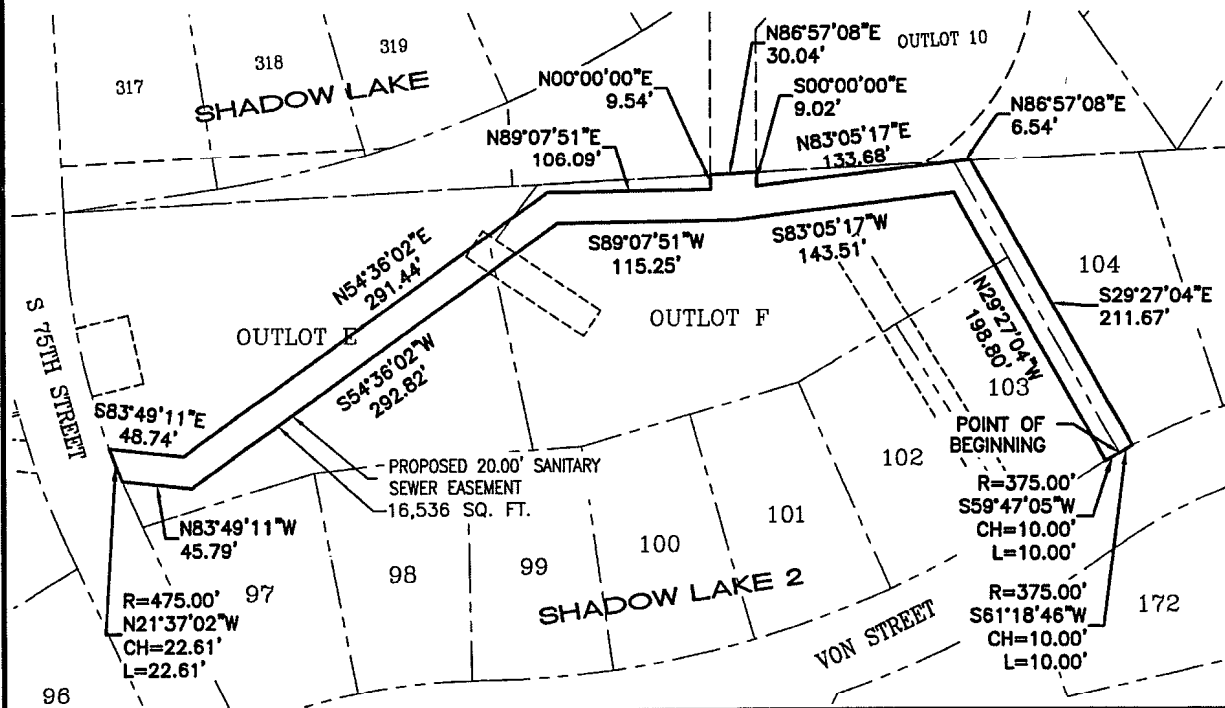 317
318
319
SHADOW LAKE
N00°00'00"E
9.54'
N86°57'08"E
30.04'
OUTLOT 10
S00°00'00"E
9.02'
N86°57'08"E
6.54'
N89°07'51"E
106.09'
N83°05'17"E
133.68'
N54°36'02"E
291.44'
S89°07'51"W
115.25'
S83°05'17"W
143.51'
104
S29°27'04"E
211.67'
N29°27'04"W
198.80'
OUTLOT E
OUTLOT F
S 75TH STREET
S54°36'02"W
292.82'
103
S83°49'11"E
48.74'
POINT OF
BEGINNING
PROPOSED 20.00' SANITARY
SEWER EASEMENT
16,536 SQ. FT.
102
R=375.00'
S59°47'05"W
CH=10.00'
L=10.00'
N83°49'11"W
45.79'
101
100
99
98
97
SHADOW LAKE 2
R=475.00'
N21°37'02"W
CH=22.61'
L=22.61'
R=375.00'
S61°18'46"W
CH=10.00'
L=10.00'
172
VON STREET
96